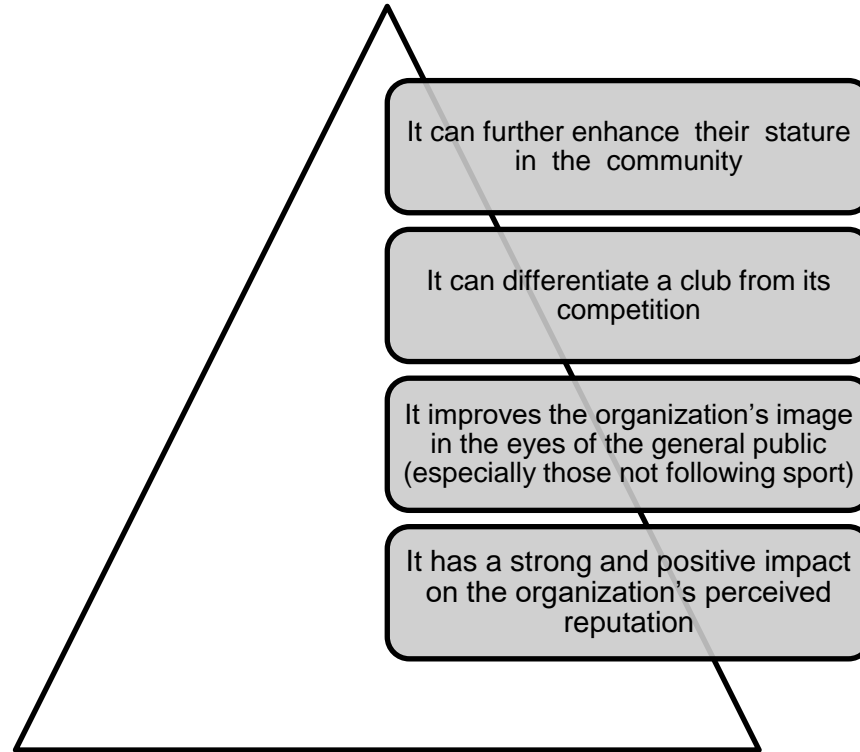 It can further enhance their stature
in the community
It can differentiate a club from its
competition
It improves the organization’s image
in the eyes of the general public
(especially those not following sport)
It has a strong and positive impact
on the organization’s perceived
reputation